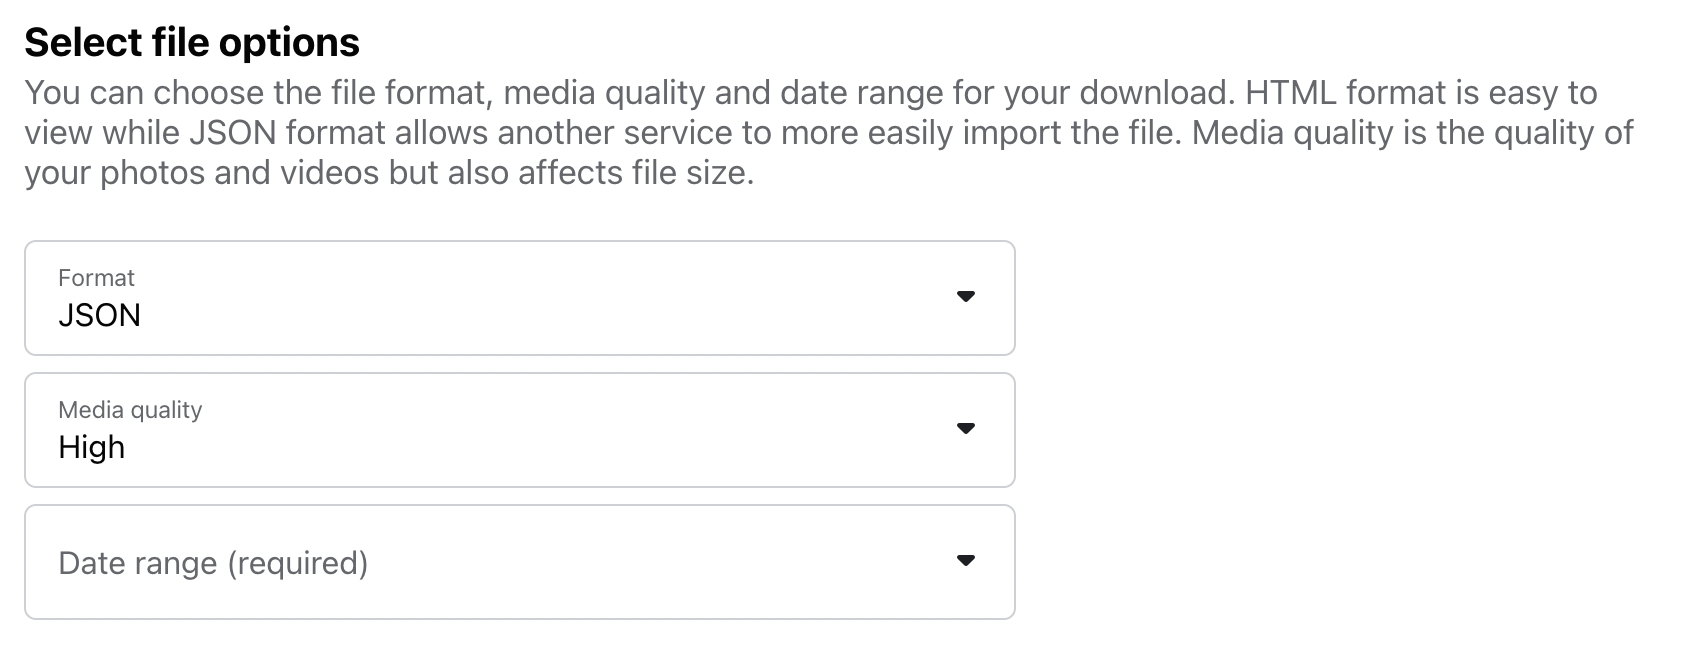 Select file options
You can choose the file format, media quality and date range for your download. HTML format is easy to
view while JSON format allows another service to more easily import the file. Media quality is the quality of
your photos and videos but also affects file size.
Format
JSON
Media quality
High
Date range (required)